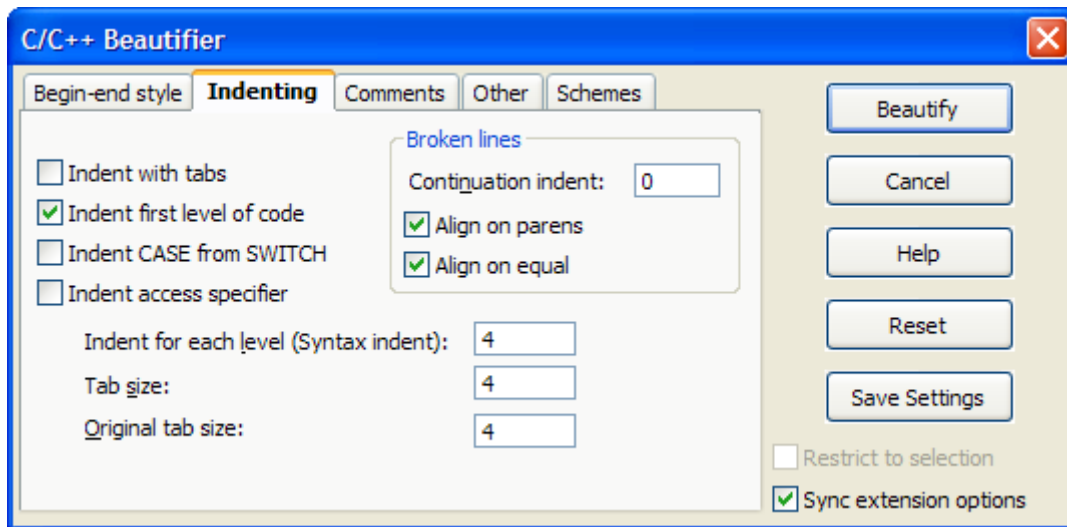 C/C++ Beautifier
Begin-end style
Indenting
Comments
Other
Schemes
Indent with tabs
Indent first level of code
Indent CASE from SWITCH
Indent access specifier
Broken lines
Continuation indent: 0
Align on parens
Align on equal
Indent for each level (Syntax indent): 4
Tab size: 4
Original tab size: 4
Beautify
Cancel
Help
Reset
Save Settings
Restrict to selection
Sync extension options